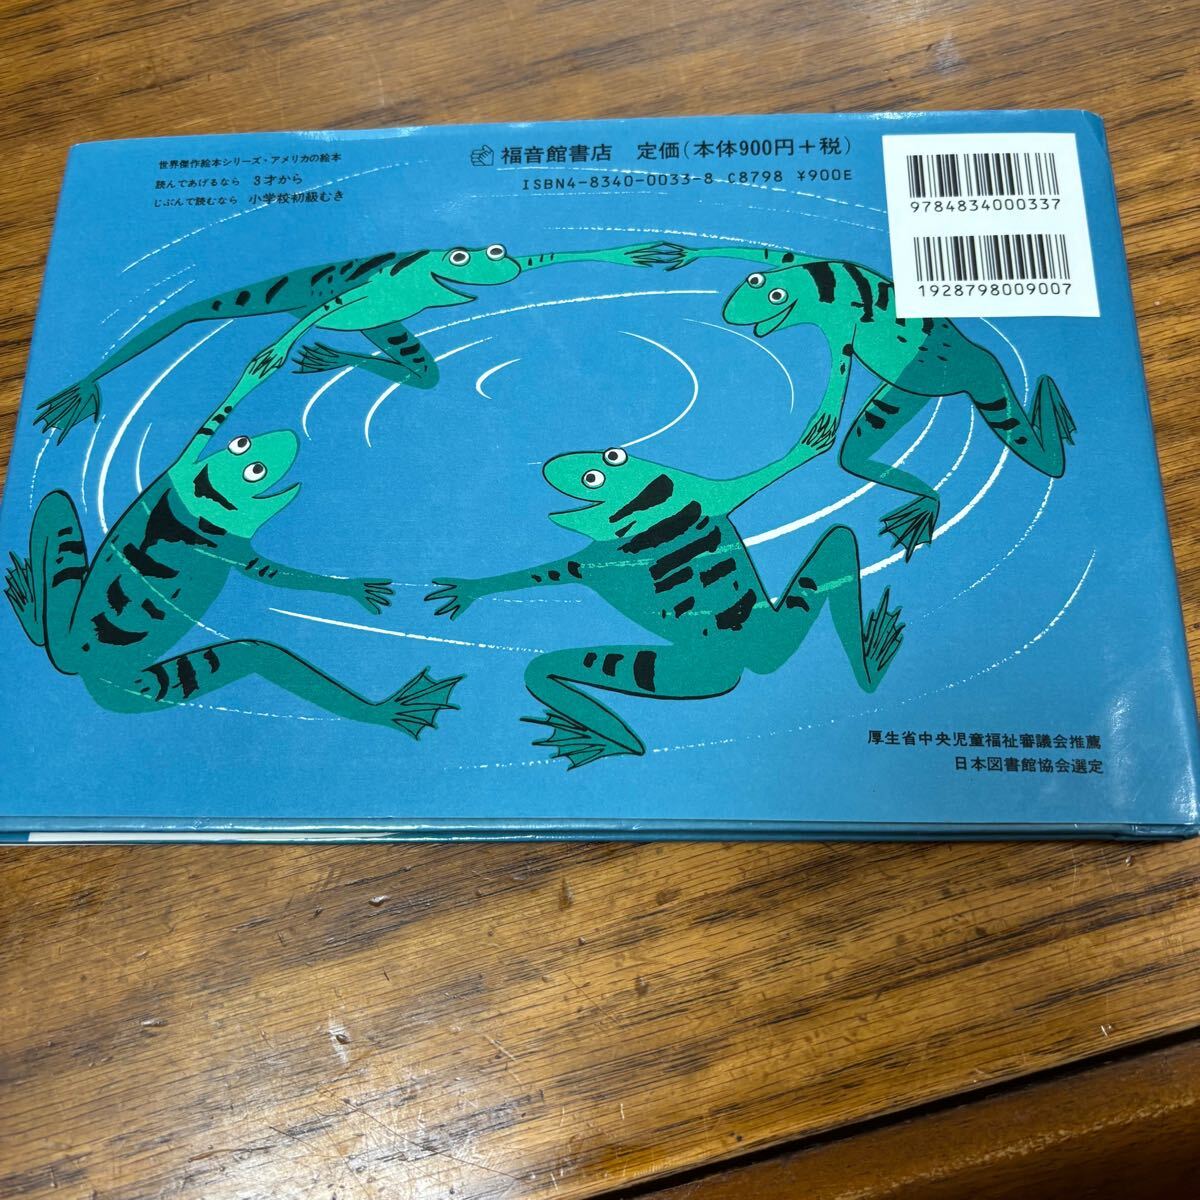 世界傑作絵本シリーズ・アメリカの絵本
読んであげるなら 3才から
じぶんで読むなら 小学校初級むき
福音館書店 定価(本体900円+税)
ISBN4-8340-0033-8 C8798 ¥900E
9784834000337
1928798009007
厚生省中央児童福祉審議会推薦
日本図書館協会選定